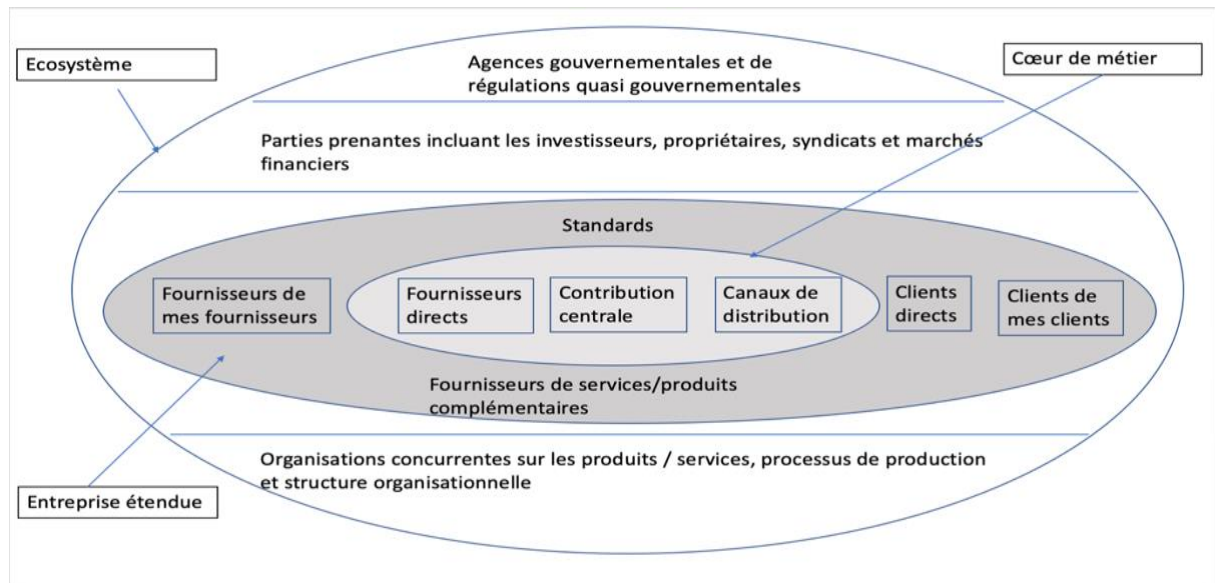 Ecosystème
Agences gouvernementales et de
régulations quasi gouvernementales
Cœur de métier
Parties prenantes incluant les investisseurs, propriétaires, syndicats et marchés
financiers
Standards
Fournisseurs de
mes fournisseurs
Fournisseurs
directs
Contribution
centrale
Canaux de
distribution
Clients
directs
Clients de
mes clients
Fournisseurs de services/produits
complémentaires
Organisations concurrentes sur les produits / services, processus de production
et structure organisationnelle
Entreprise étendue